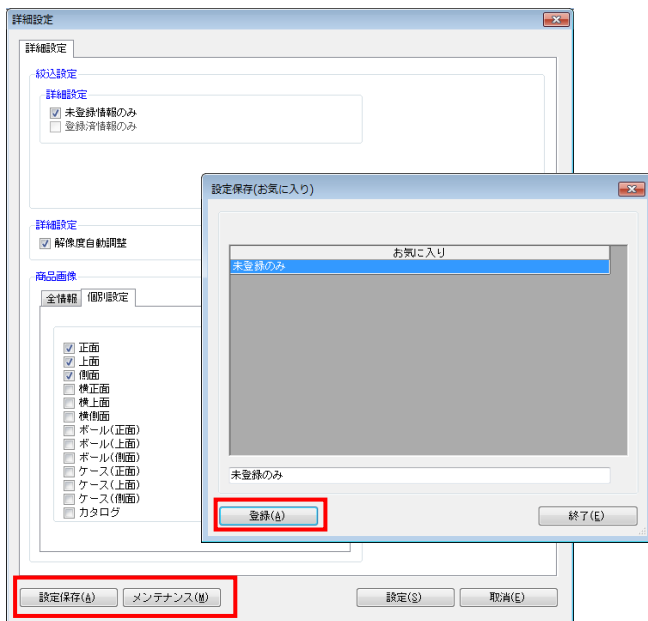 詳細設定
詳細設定
絞込設定
詳細設定
未登録情報のみ
登録済情報のみ
詳細設定
解像度自動調整
商品画像
全情報 個別設定
正面
上面
側面
横正面
横上面
横側面
ボール(正面)
ボール(上面)
ボール(側面)
ケース(正面)
ケース(上面)
ケース(側面)
カタログ
設定保存(A) メンテナンス(M) 設定(S) 取消(E)
設定保存(お気に入り)
お気に入り
未登録のみ
未登録のみ
登録(A) 終了(E)